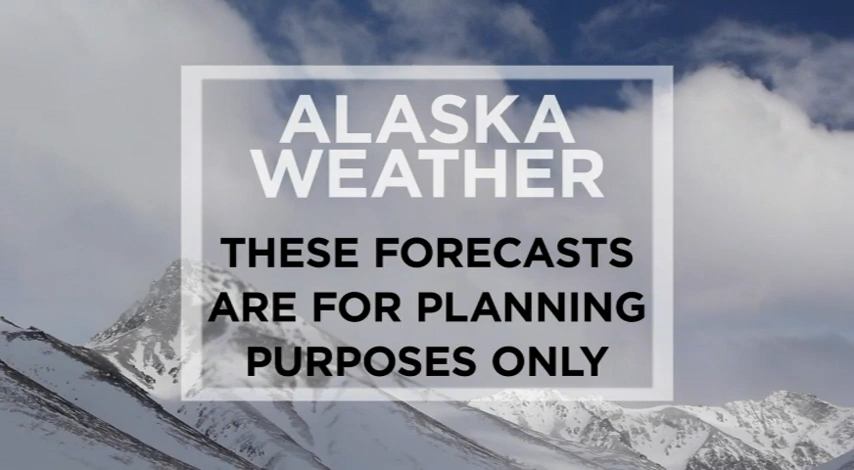 ALASKA
WEATHER
THESE FORECASTS
ARE FOR PLANNING
PURPOSES ONLY